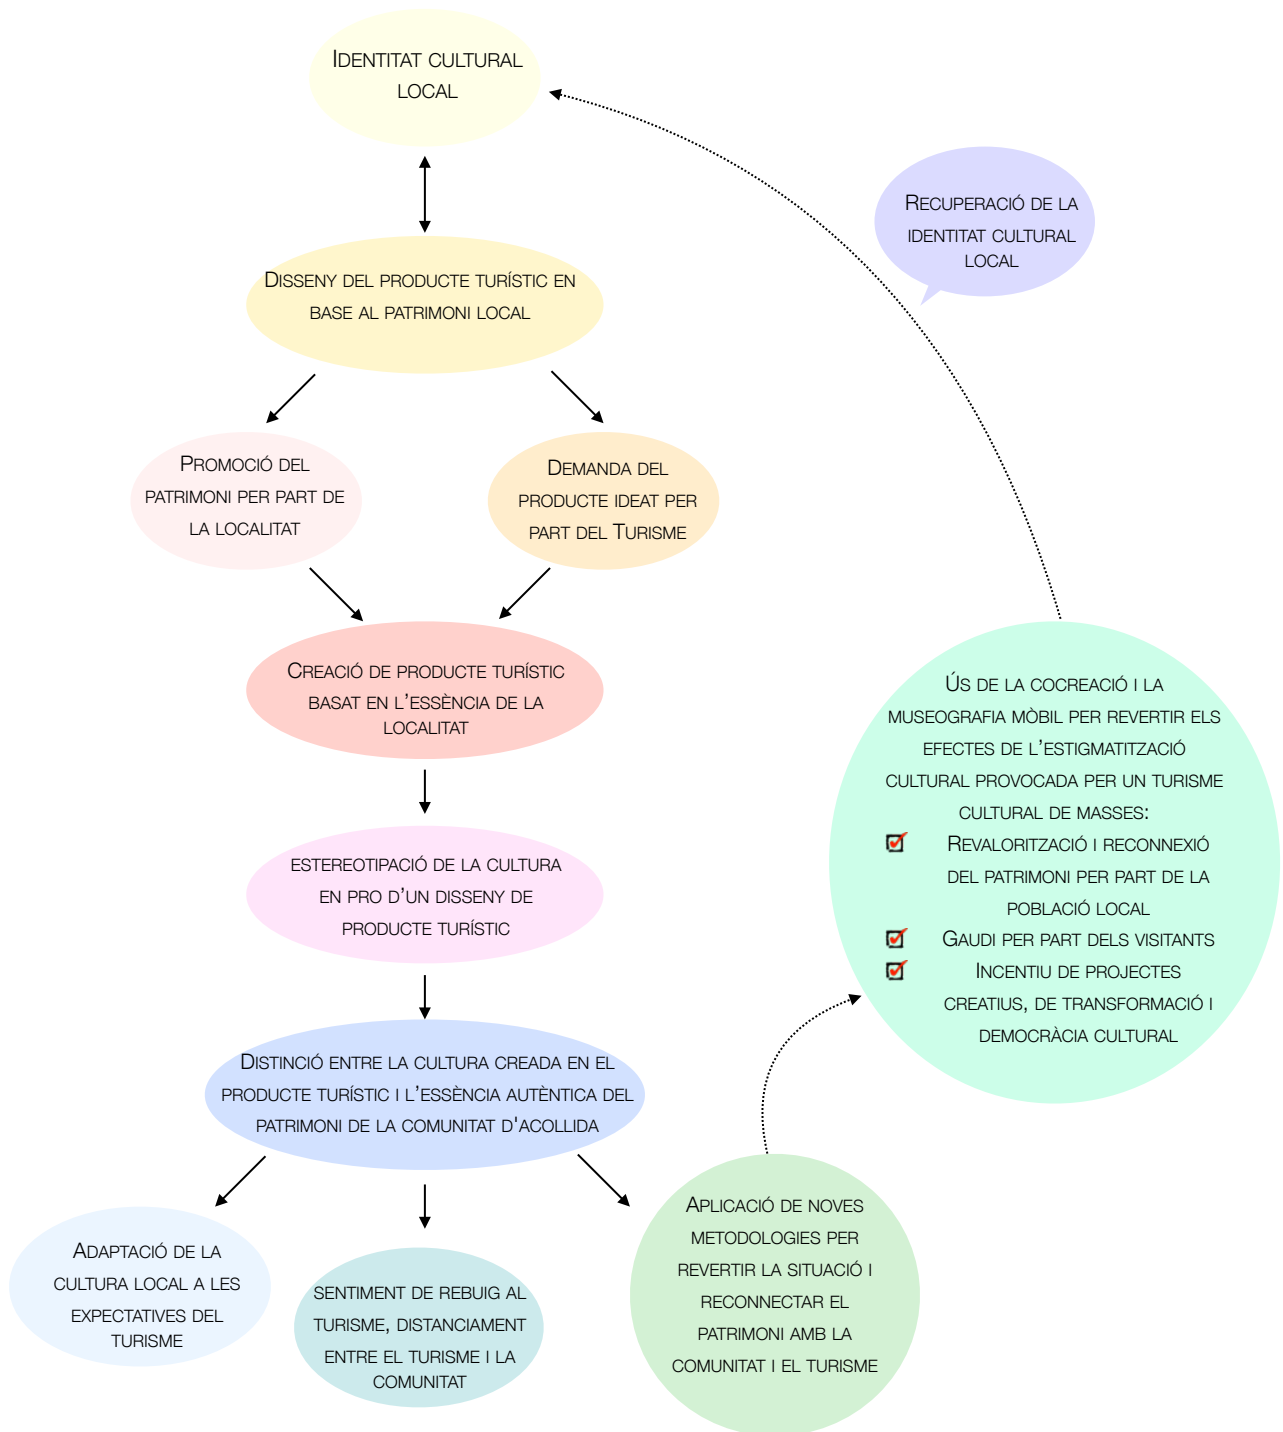 Identitat cultural
local
Recuperació de la
identitat cultural
local
Disseny del producte turístic en
base al patrimoni local
Promoció del
patrimoni per part de
la localitat
Demanda del
producte ideat per
part del Turisme
Creació de producte turístic
basat en l'essència de la
localitat
Ús de la cocreació i la
museografia mòbil per revertir els
efectes de l'estigmatització
cultural provocada per un turisme
cultural de masses:
Revalorització i reconnexió
del patrimoni per part de la
població local
Gaudi per part dels visitants
Incentiu de projectes
creatius, de transformació i
democràcia cultural
estereotipació de la cultura
en pro d'un disseny de
producte turístic
Distinció entre la cultura creada en el
producte turístic i l'essència autèntica del
patrimoni de la comunitat d'acollida
Adaptació de la
cultura local a les
expectatives del
turisme
sentiment de rebuig al
turisme, distanciament
entre el turisme i la
comunitat
Aplicació de noves
metodologies per
revertir la situació i
reconnectar el
patrimoni amb la
comunitat i el turisme